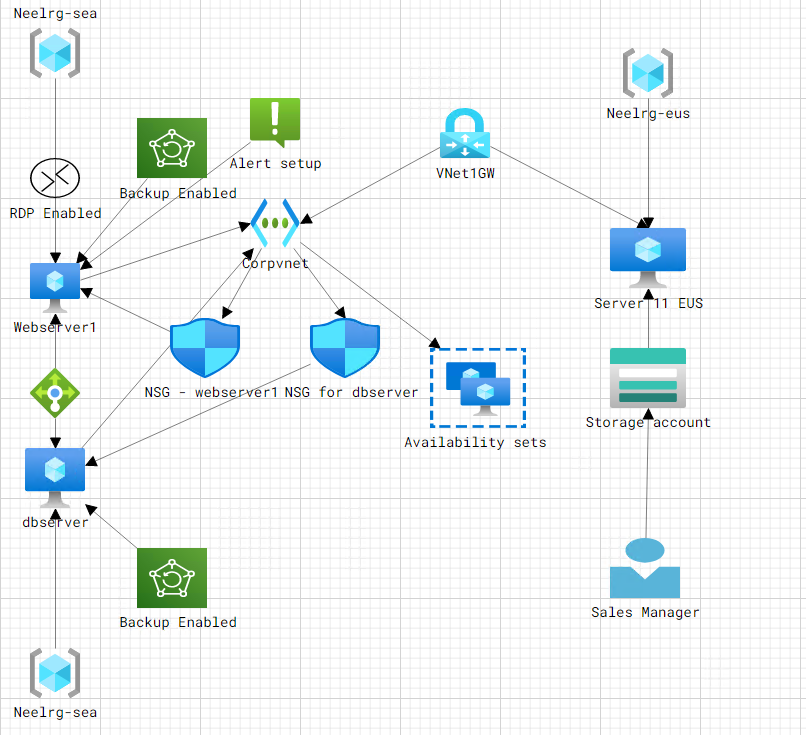 Neelrg-sea
Neelrg-eus
Alert setup
VNet1GW
Backup Enabled
RDP Enabled
Corpvnet
Server 11 EUS
Webserver1
NSG - webserver1
NSG for dbserver
Storage account
Availability sets
dbserver
Sales Manager
Backup Enabled
Neelrg-sea